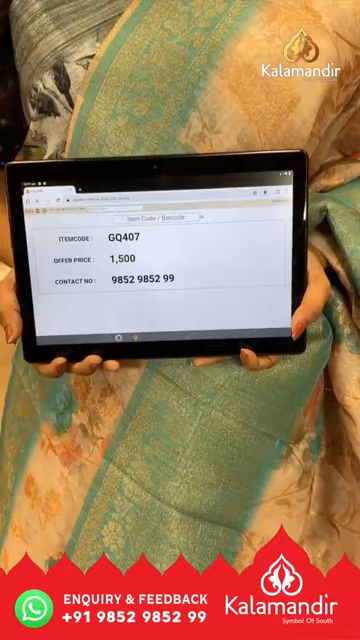 Kalamandir
Item Code / Barcode
ITEMCODE : GQ407
OFFER PRICE : 1,500
CONTACT NO : 9852 9852 99
ENQUIRY & FEEDBACK
+91 9852 9852 99
Kalamandir
Symbol Of South